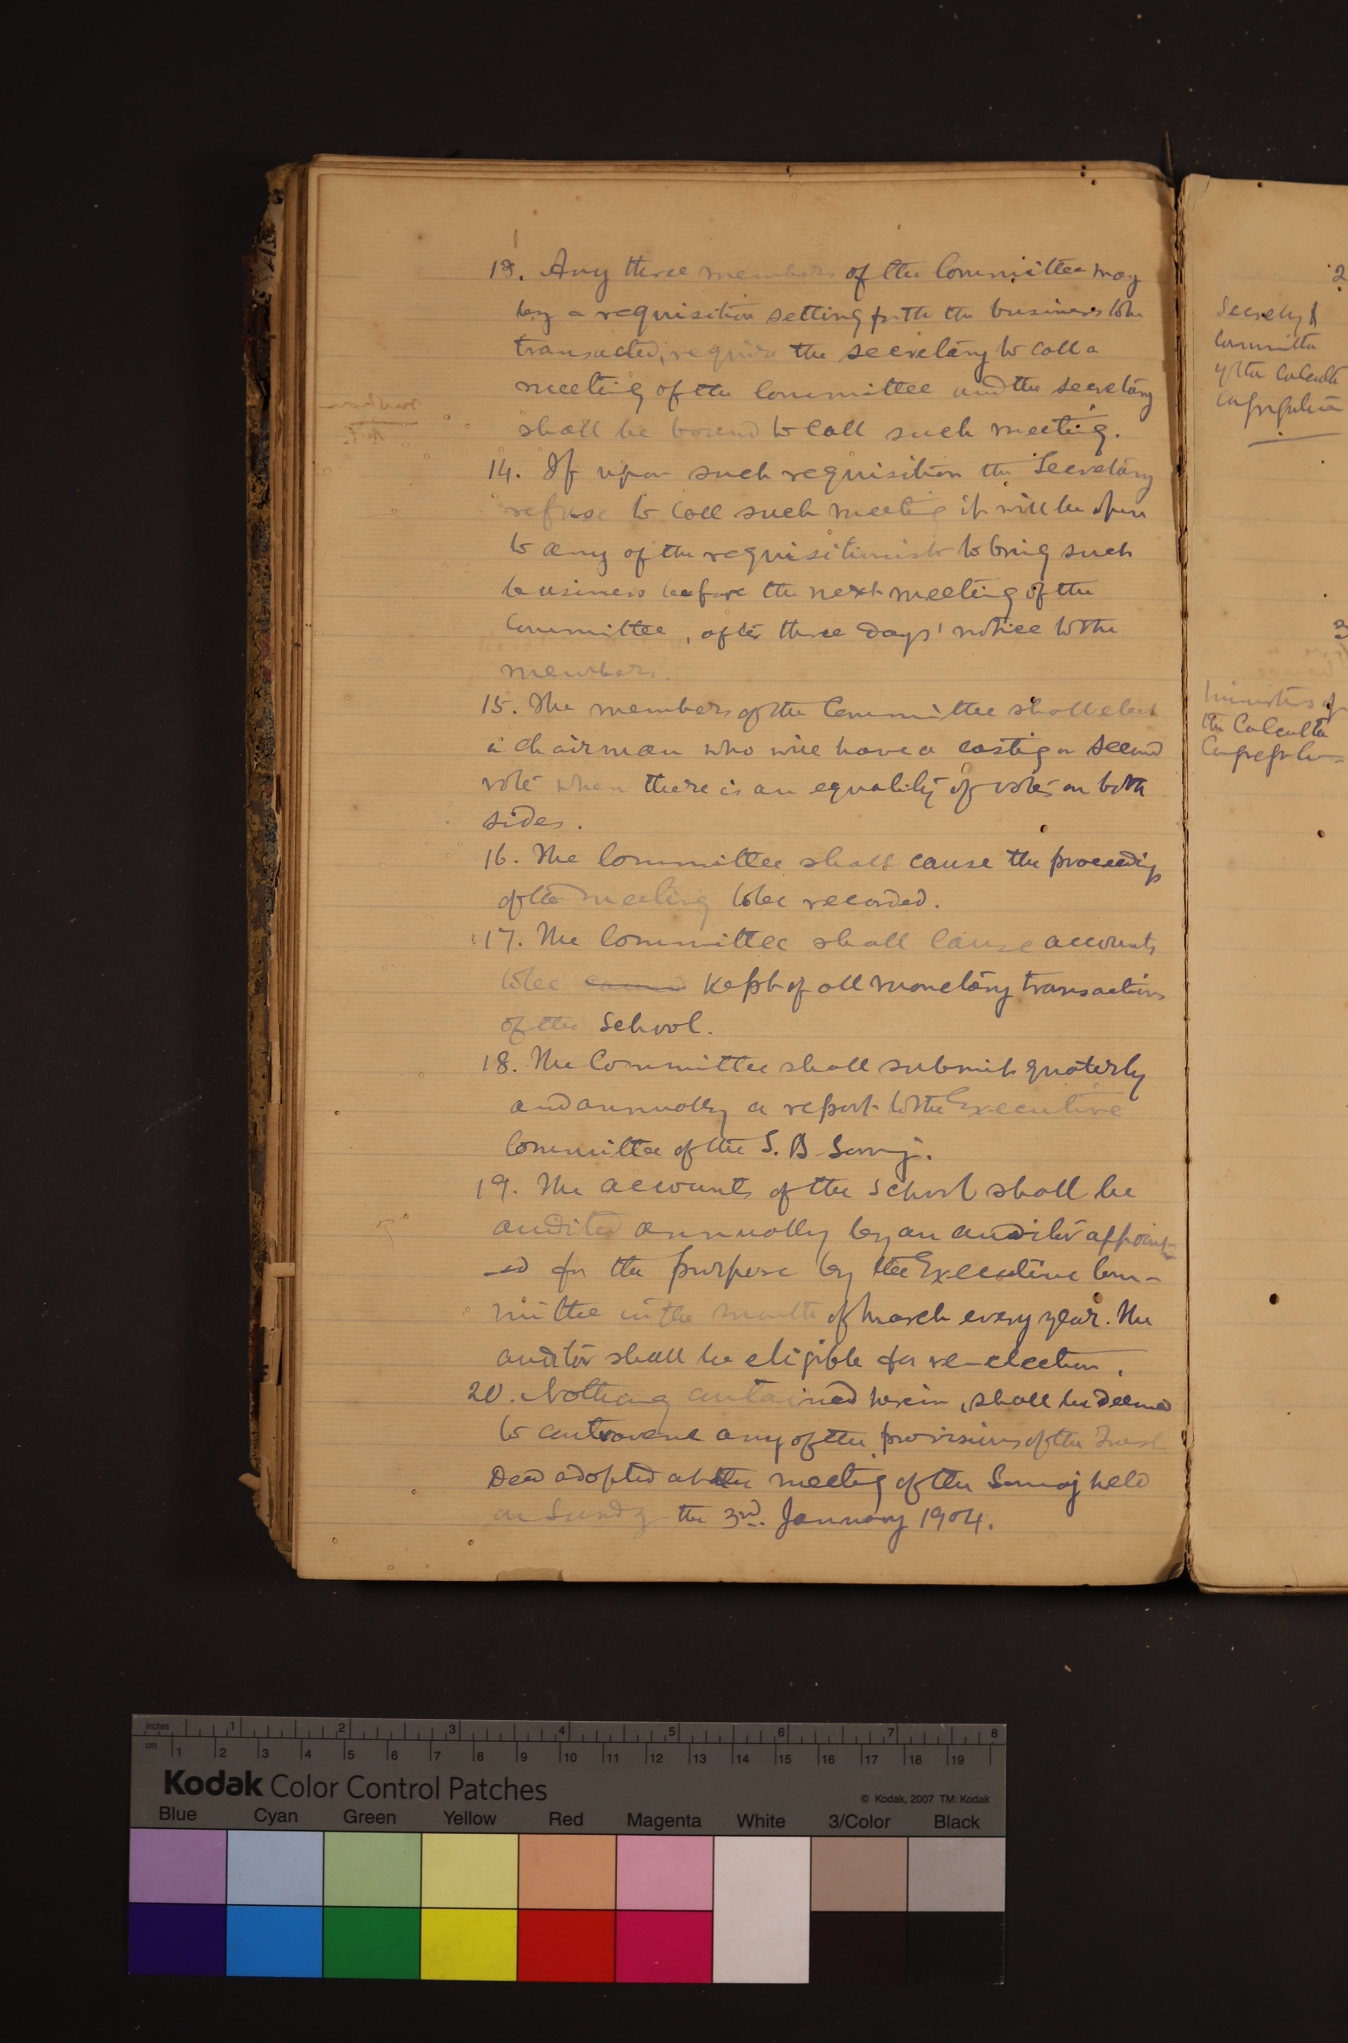 13. Any three members of the Committee may
by a requisition setting forth the business to be
transacted, require the secretary to call a
meeting of the Committee and the secretary
shall be bound to call such meeting.
14. If upon such requisition the Secretary
refuse to call such meeting it will be open
to any of the requisitionists to bring such
business before the next meeting of the
Committee, after three days' notice to the
members.
15. The members of the Committee shall elect
a chairman who will have a casting or second
vote when there is an equality of votes on both
sides.
16. The Committee shall cause the proceedings
of the meeting to be recorded.
17. The Committee shall cause accounts
to be caused kept of all monetary transactions
of the School.
18. The Committee shall submit quaterly
and annually a report to the Executive
Committee of the S. B Samaj.
19. The accounts of the School shall be
audited annually by an auditor appoint-
-ed for the purpose by the Executive Com-
mittee in the month of March every year. The
auditor shall be eligible for re-election.
20. Nothing contained herein, shall be deemed
to contravene any of the provisions of the Trust
Deed adopted at the meeting of the Samaj held
on Sunday the 3rd. January 1904.
2
Secretary &
Committee
of the Calcutta
Congregation
3
Ministers of
the Calcutta
Congregation
inches 1 2 3 4 5 6 7 8
cm 1 2 3 4 5 6 7 8 9 10 11 12 13 14 15 16 17 18 19
Kodak Color Control Patches
© Kodak, 2007 TM: Kodak
Blue Cyan Green Yellow Red Magenta White 3/Color Black